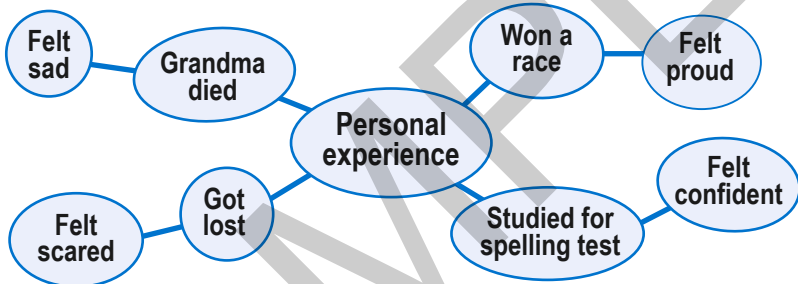 Felt
sad
Grandma
died
Won a
race
Felt
proud
Personal
experience
Felt
confident
Got
lost
Felt
scared
Studied for
spelling test